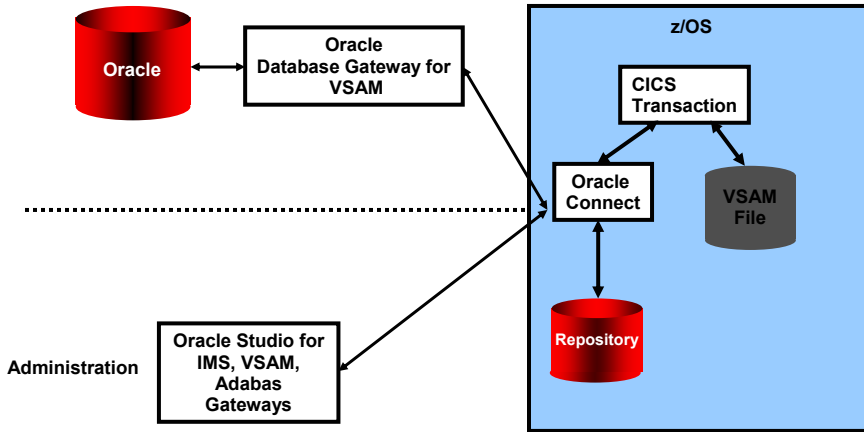 z/OS
Oracle
Database Gateway for
VSAM
Oracle
CICS
Transaction
Oracle
Connect
VSAM
File
Repository
Administration
Oracle Studio for
IMS, VSAM,
Adabas
Gateways